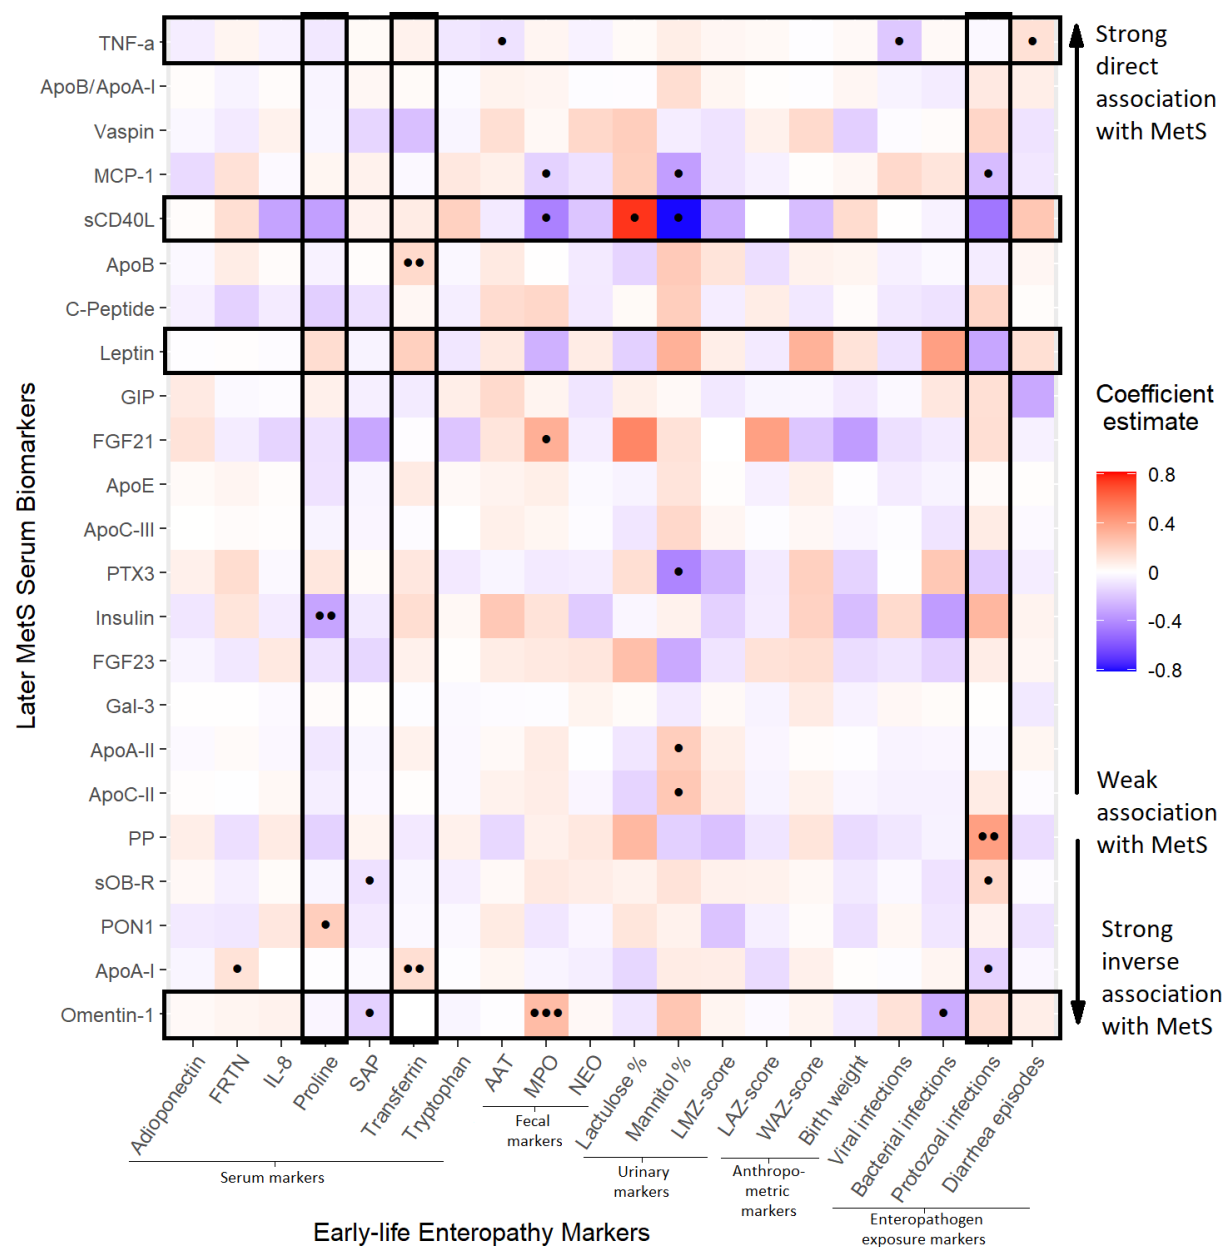 TNF-a
ApoB/ApoA-I
Vaspin
MCP-1
sCD40L
ApoB
C-Peptide
Leptin
GIP
FGF21
ApoE
ApoC-III
PTX3
Insulin
FGF23
Gal-3
ApoA-II
ApoC-II
PP
sOB-R
PON1
ApoA-I
Omentin-1
Later MetS Serum Biomarkers
Strong
direct
association
with MetS
Coefficient
estimate
0.8
0.4
0
-0.4
-0.8
Weak
association
with MetS
Strong
inverse
association
with MetS
Adioponectin
FRTN
IL-8
Proline
SAP
Transferrin
Tryptophan
AAT
MPO
NEO
Lactulose %
Mannitol %
LMZ-score
LAZ-score
WAZ-score
Birth weight
Viral infections
Bacterial infections
Protozoal infections
Diarrhea episodes
Serum markers
Fecal
markers
Urinary
markers
Anthropo-
metric
markers
Enteropathogen
exposure markers
Early-life Enteropathy Markers